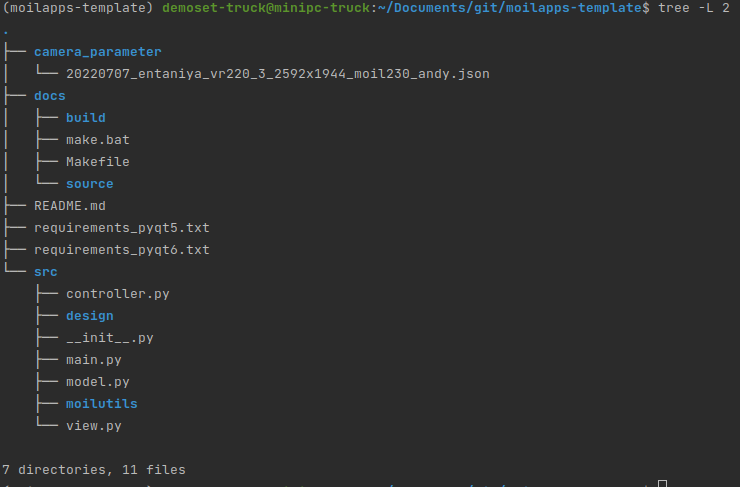 (moilapps-template) demoset-truck@minipc-truck:~/Documents/git/moilapps-template$ tree -L 2
.
├── camera_parameter
│   └── 20220707_entaniya_vr220_3_2592x1944_moil230_andy.json
├── docs
│   ├── build
│   ├── make.bat
│   ├── Makefile
│   └── source
├── README.md
├── requirements_pyqt5.txt
├── requirements_pyqt6.txt
└── src
    ├── controller.py
    ├── design
    ├── __init__.py
    ├── main.py
    ├── model.py
    ├── moilutils
    └── view.py

7 directories, 11 files